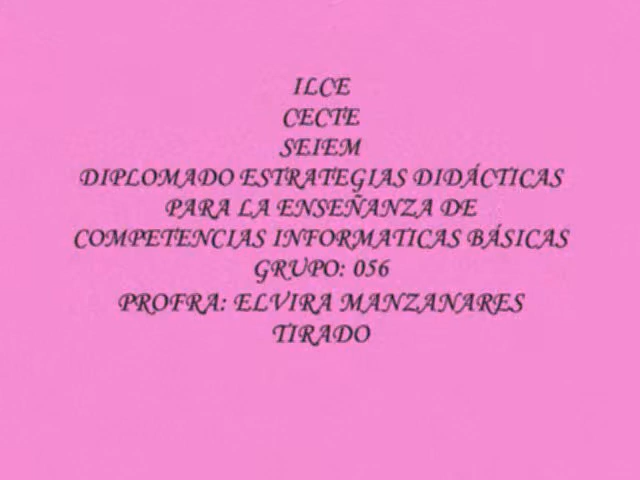 ILCE
CECTE
SEIEM
DIPLOMADO ESTRATEGIAS DIDÁCTICAS
PARA LA ENSEÑANZA DE
COMPETENCIAS INFORMATICAS BÁSICAS
GRUPO: 056
PROFRA: ELVIRA MANZANARES
TIRADO